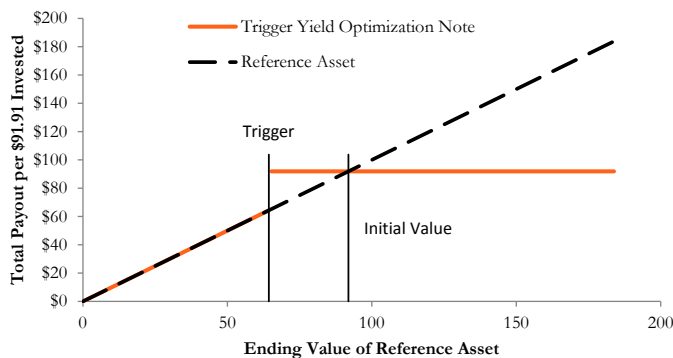 $200
$180
$160
$140
$120
$100
$80
$60
$40
$20
$0
Total Payout per $91.91 Invested
Trigger Yield Optimization Note
Reference Asset
Trigger
Initial Value
0
50
100
150
200
Ending Value of Reference Asset